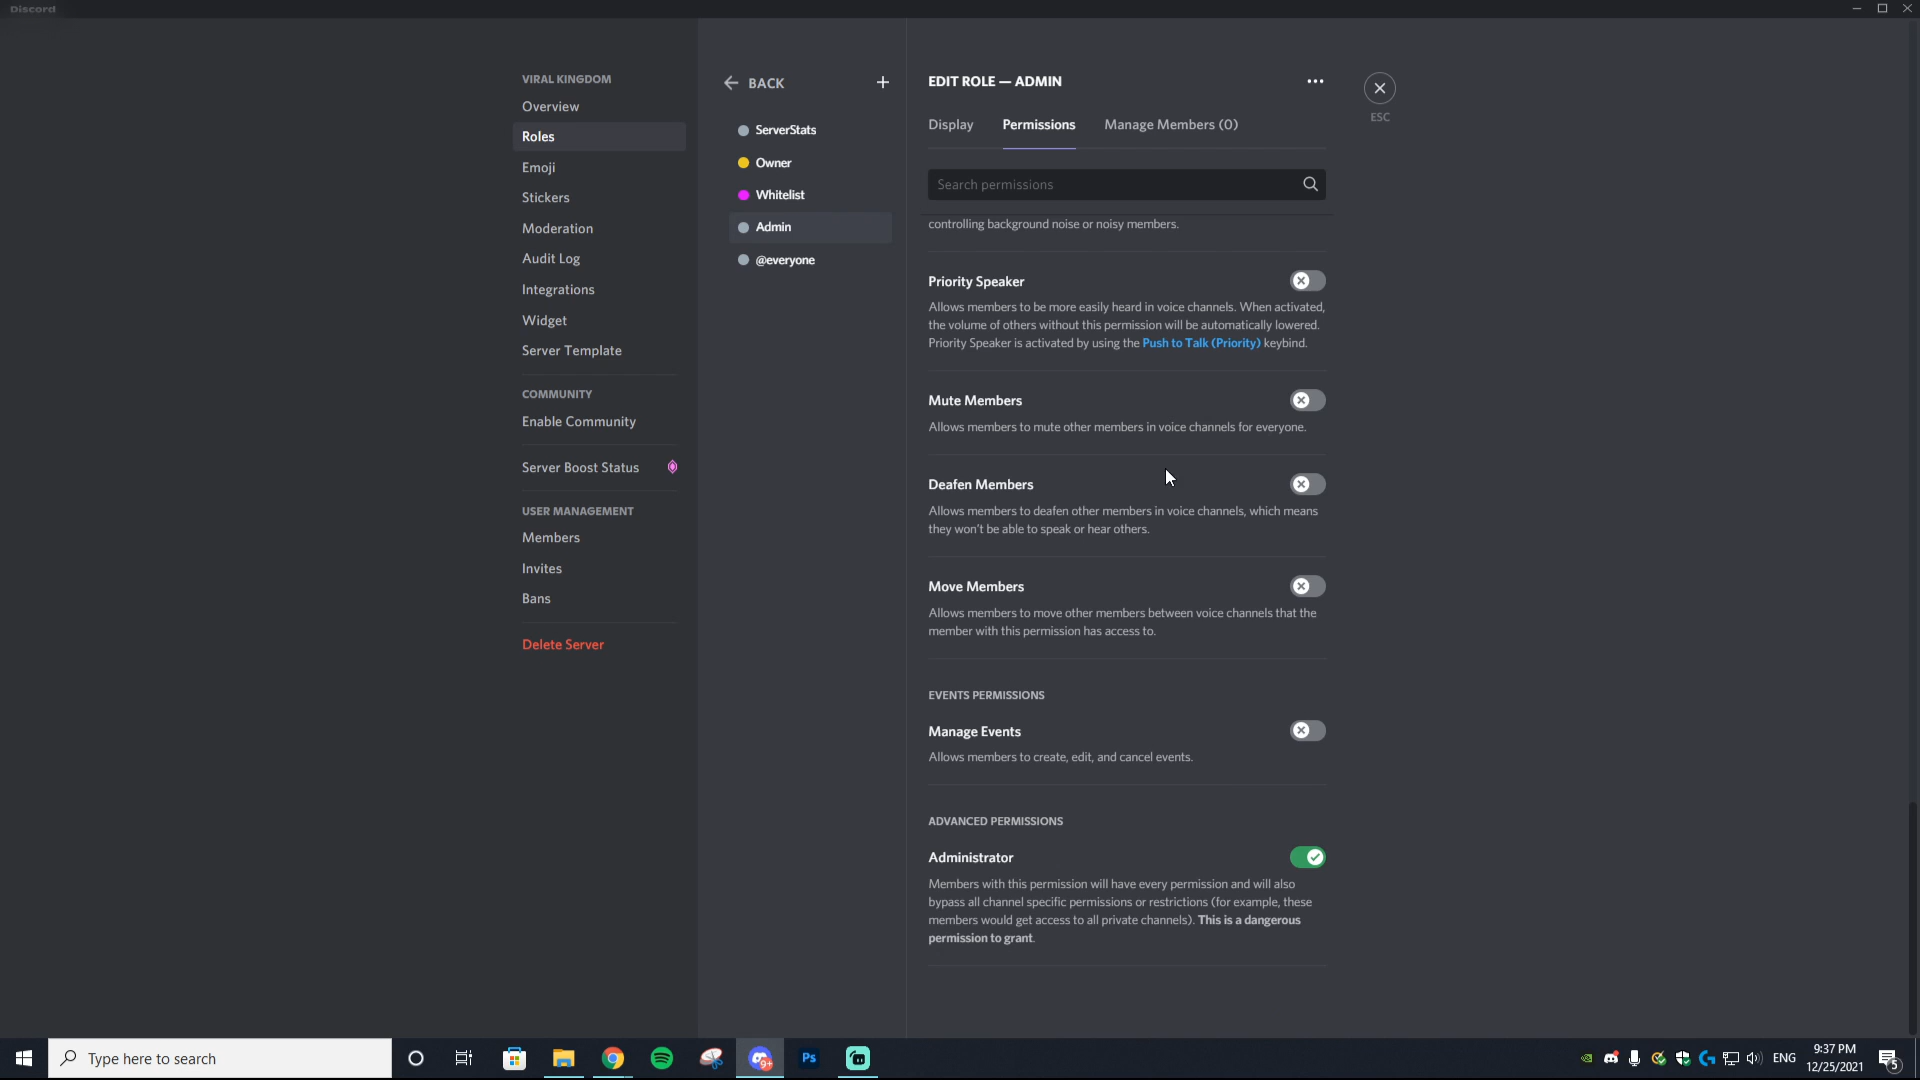 Discord
VIRAL KINGDOM
Overview
Roles
Emoji
Stickers
Moderation
Audit Log
Integrations
Widget
Server Template
COMMUNITY
Enable Community
Server Boost Status
USER MANAGEMENT
Members
Invites
Bans
Delete Server
BACK
ServerStats
Owner
Whitelist
Admin
@everyone
EDIT ROLE — ADMIN
Display Permissions Manage Members (0)
Search permissions
controlling background noise or noisy members.
Priority Speaker
Allows members to be more easily heard in voice channels. When activated,
the volume of others without this permission will be automatically lowered.
Priority Speaker is activated by using the Push to Talk (Priority) keybind.
Mute Members
Allows members to mute other members in voice channels for everyone.
Deafen Members
Allows members to deafen other members in voice channels, which means
they won't be able to speak or hear others.
Move Members
Allows members to move other members between voice channels that the
member with this permission has access to.
EVENTS PERMISSIONS
Manage Events
Allows members to create, edit, and cancel events.
ADVANCED PERMISSIONS
Administrator
Members with this permission will have every permission and will also
bypass all channel specific permissions or restrictions (for example, these
members would get access to all private channels). This is a dangerous
permission to grant.
ESC
Type here to search
9+
Ps
ENG
9:37 PM
12/25/2021
5